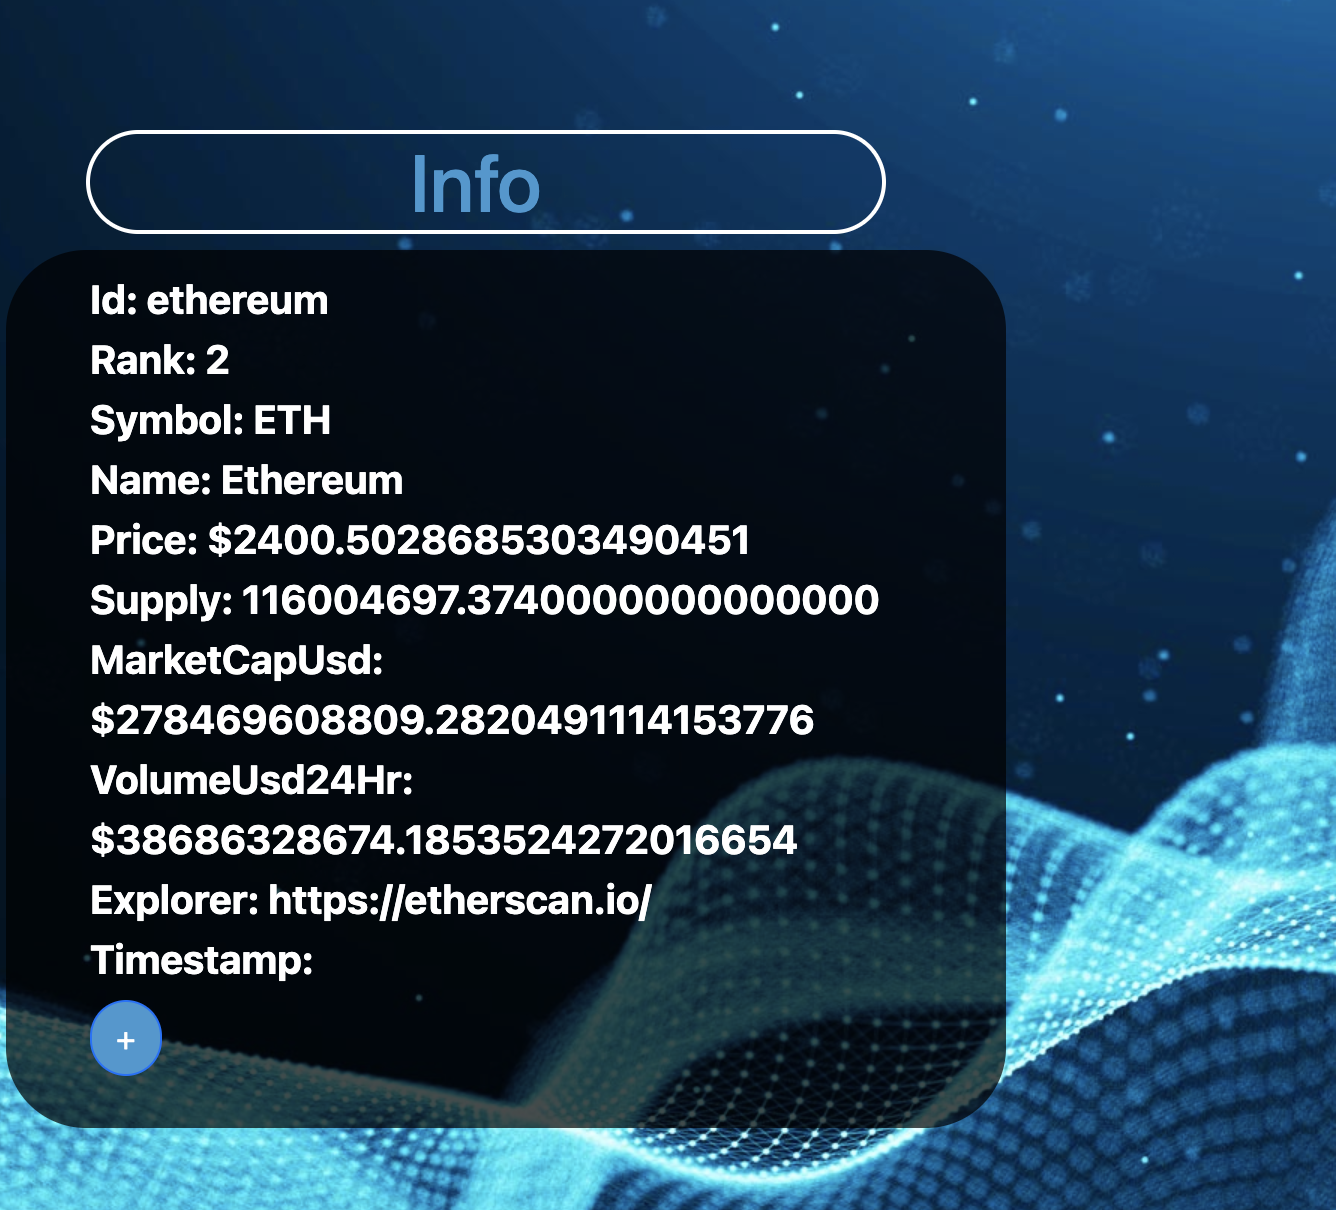 Info
Id: ethereum
Rank: 2
Symbol: ETH
Name: Ethereum
Price: $2400.5028685303490451
Supply: 116004697.3740000000000000
MarketCapUsd:
$278469608809.2820491114153776
VolumeUsd24Hr:
$38686328674.1853524272016654
Explorer: https://etherscan.io/
Timestamp:
+